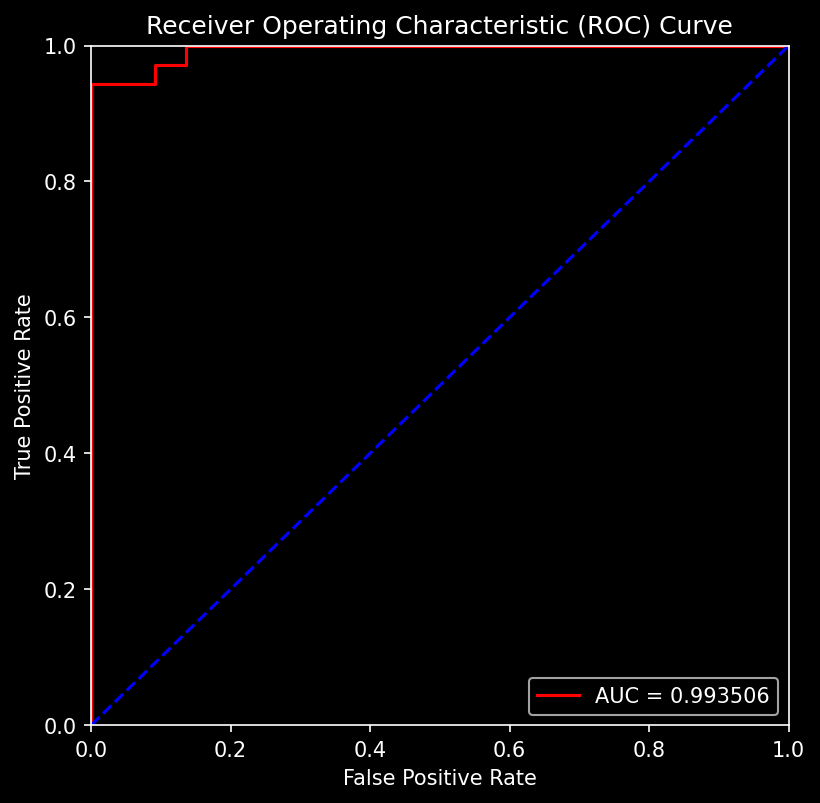 Receiver Operating Characteristic (ROC) Curve
1.0
0.8
0.6
0.4
0.2
0.0
True Positive Rate
AUC = 0.993506
0.0 0.2 0.4 0.6 0.8 1.0
False Positive Rate